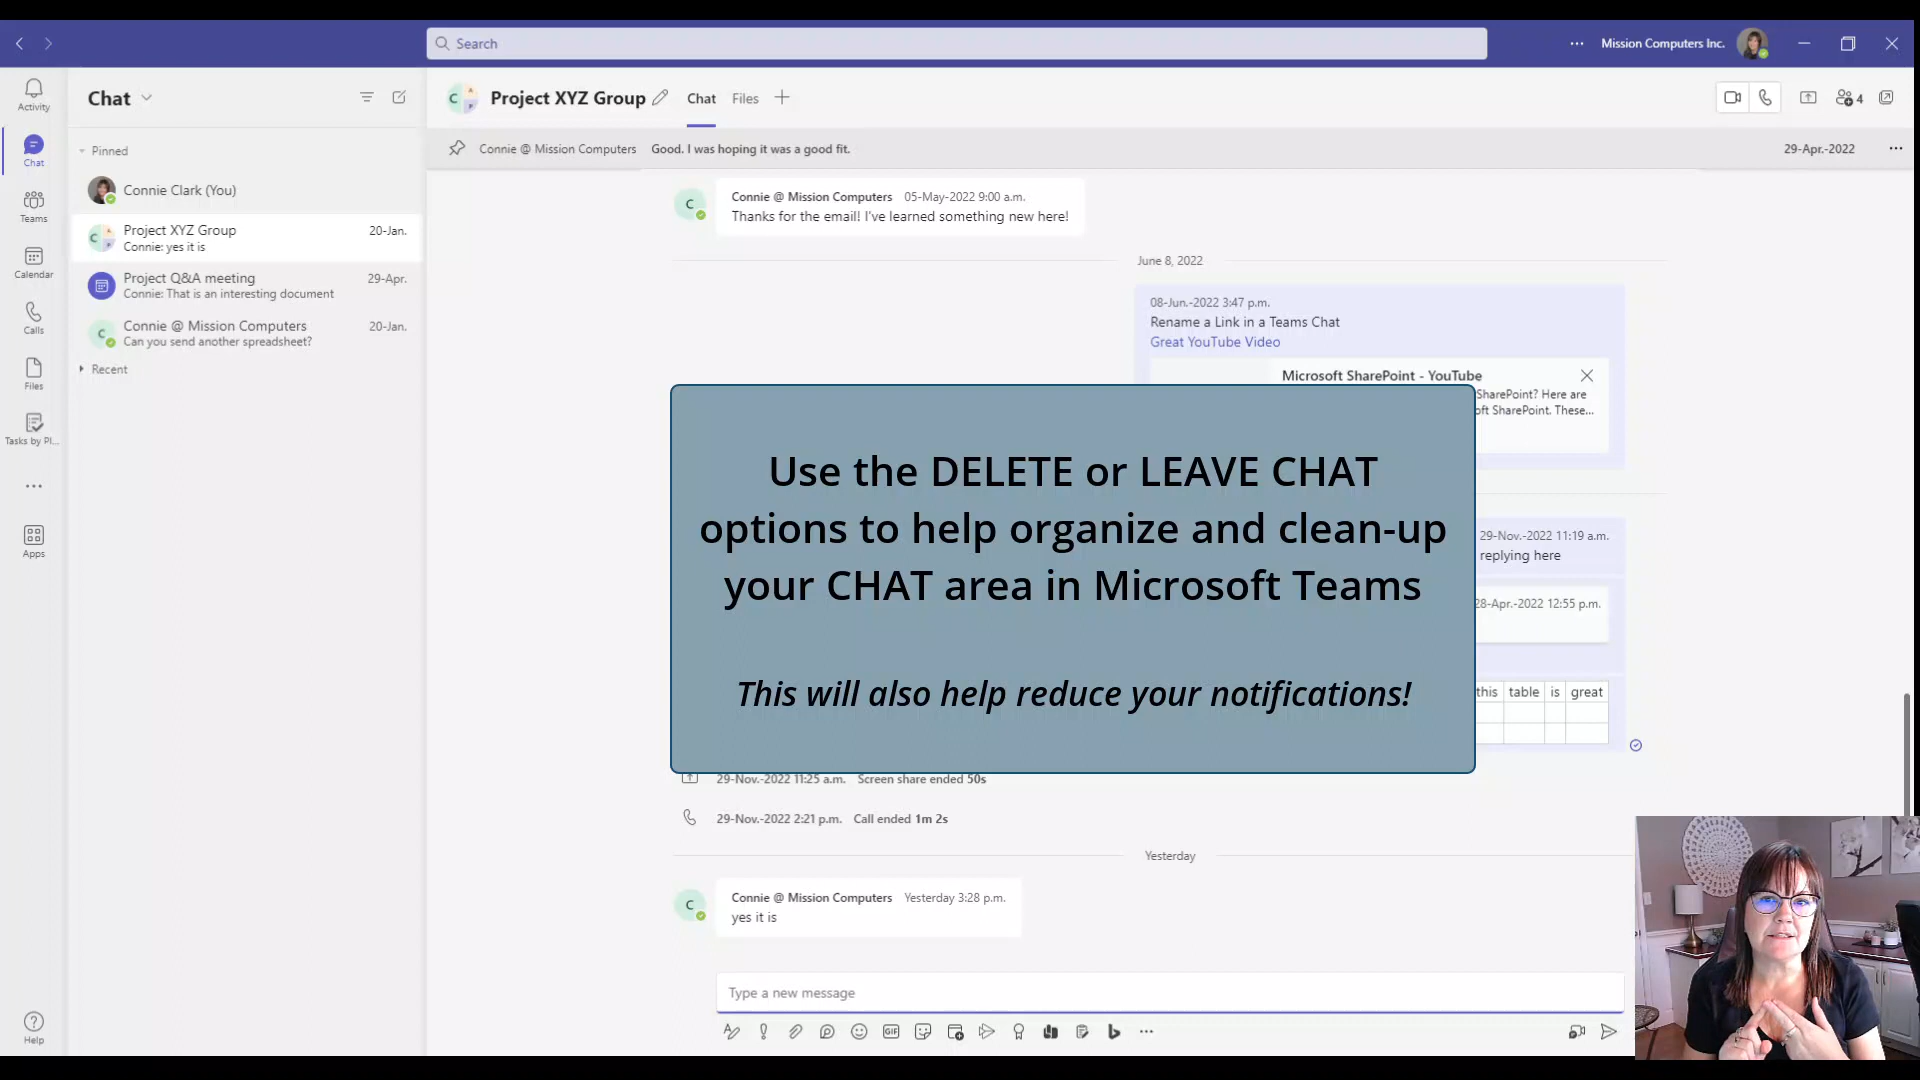 Search
Mission Computers Inc.
Activity
Chat
Teams
Calendar
Calls
Files
Tasks by Pl...
Apps
Help
Chat
Pinned
Connie Clark (You)
Project XYZ Group 20-Jan.
Connie: yes it is
Project Q&A meeting 29-Apr.
Connie: That is an interesting document
Connie @ Mission Computers 20-Jan.
Can you send another spreadsheet?
Recent
Project XYZ Group Chat Files 4
Connie @ Mission Computers Good. I was hoping it was a good fit. 29-Apr.-2022
Connie @ Mission Computers 05-May-2022 9:00 a.m.
Thanks for the email! I've learned something new here!
June 8, 2022
08-Jun.-2022 3:47 p.m.
Rename a Link in a Teams Chat
Great YouTube Video
Microsoft SharePoint - YouTube
SharePoint? Here are
oft SharePoint. These...
Use the DELETE or LEAVE CHAT
options to help organize and clean-up
your CHAT area in Microsoft Teams
This will also help reduce your notifications!
29-Nov.-2022 11:19 a.m.
replying here
28-Apr.-2022 12:55 p.m.
this table is great
29-Nov.-2022 11:25 a.m. Screen share ended 50s
29-Nov.-2022 2:21 p.m. Call ended 1m 2s
Yesterday
Connie @ Mission Computers Yesterday 3:28 p.m.
yes it is
Type a new message
GIF